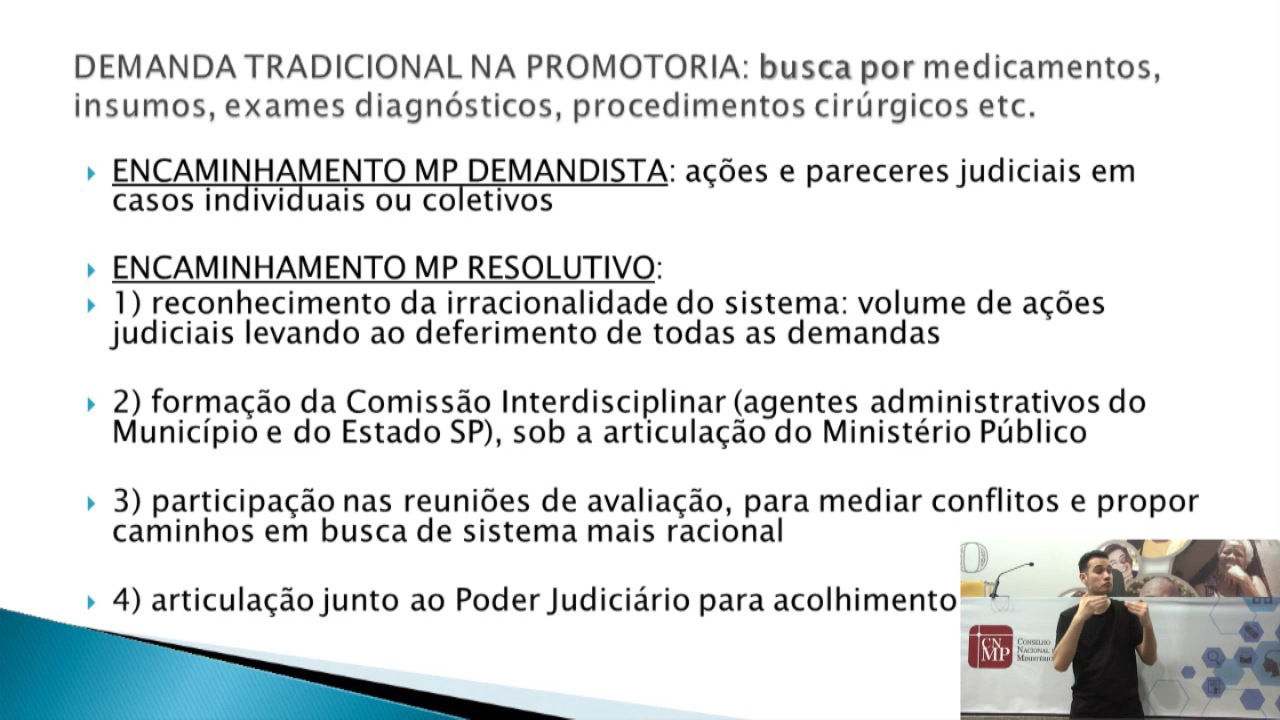 DEMANDA TRADICIONAL NA PROMOTORIA: busca por medicamentos,
insumos, exames diagnósticos, procedimentos cirúrgicos etc.
ENCAMINHAMENTO MP DEMANDISTA: ações e pareceres judiciais em
casos individuais ou coletivos
ENCAMINHAMENTO MP RESOLUTIVO:
1) reconhecimento da irracionalidade do sistema: volume de ações
judiciais levando ao deferimento de todas as demandas
2) formação da Comissão Interdisciplinar (agentes administrativos do
Município e do Estado SP), sob a articulação do Ministério Público
3) participação nas reuniões de avaliação, para mediar conflitos e propor
caminhos em busca de sistema mais racional
4) articulação junto ao Poder Judiciário para acolhimento
CN
MP
CONSELHO
NACIONAL
MINISTÉRIO